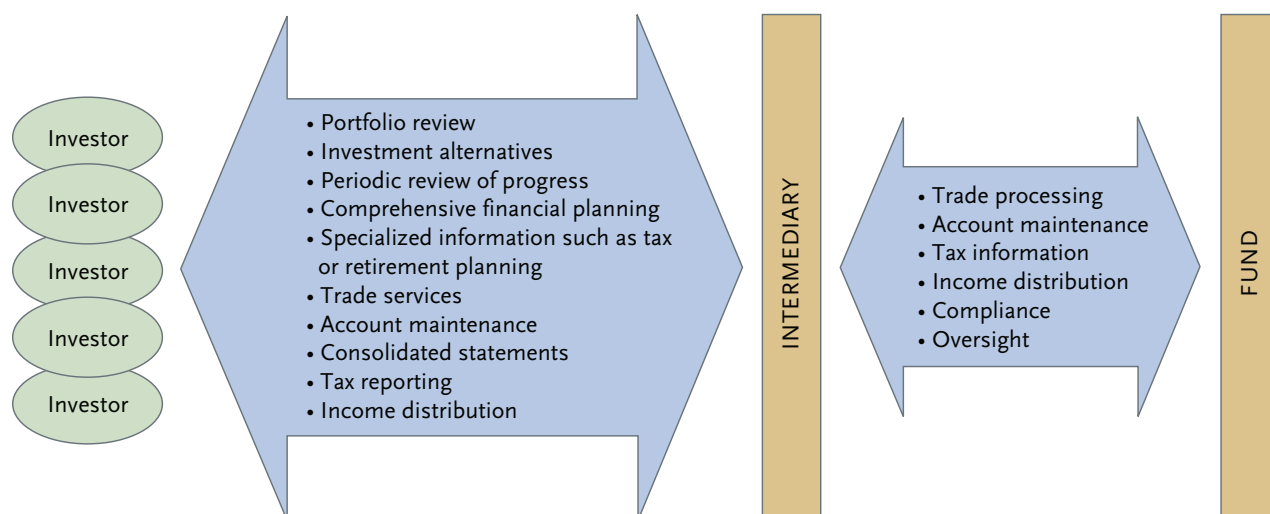 Investor
Investor
Investor
Investor
Investor
• Portfolio review
• Investment alternatives
• Periodic review of progress
• Comprehensive financial planning
• Specialized information such as tax
or retirement planning
• Trade services
• Account maintenance
• Consolidated statements
• Tax reporting
• Income distribution
INTERMEDIARY
• Trade processing
• Account maintenance
• Tax information
• Income distribution
• Compliance
• Oversight
FUND